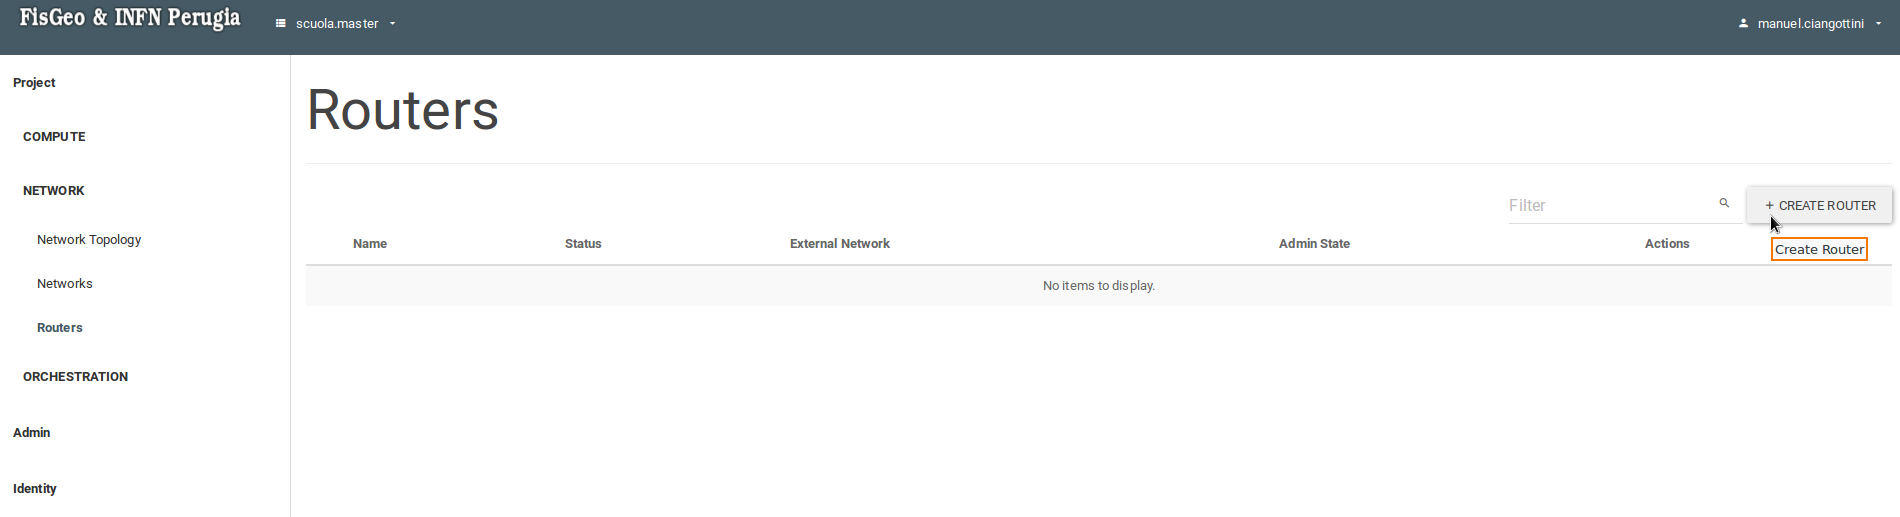 FisGeo & INFN Perugia
scuola.master
manuel.ciangottini
Project
COMPUTE
NETWORK
Network Topology
Networks
Routers
ORCHESTRATION
Admin
Identity
Routers
Filter
+ CREATE ROUTER
Create Router
Name Status External Network Admin State Actions
No items to display.